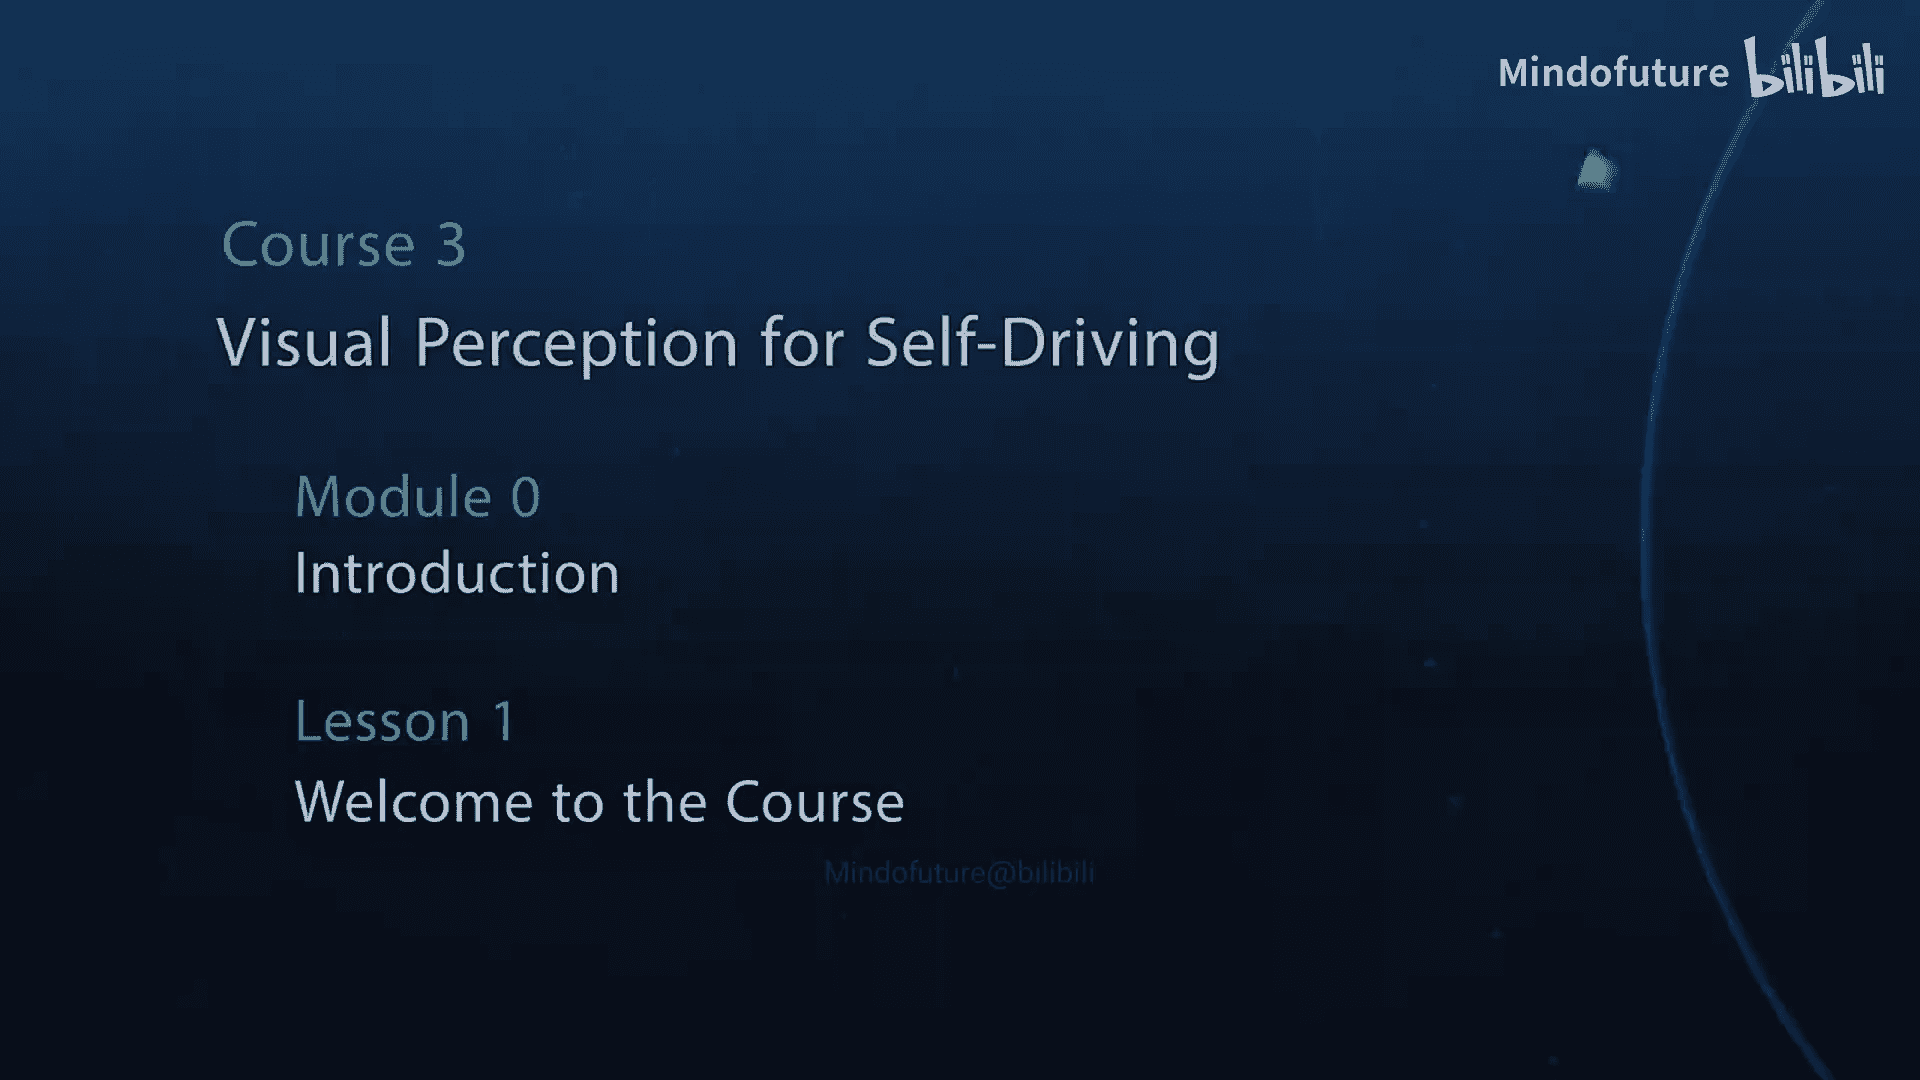 Mindofuture bilibili
Course 3
Visual Perception for Self-Driving
Module 0
Introduction
Lesson 1
Welcome to the Course
Mindofuture@bilibili